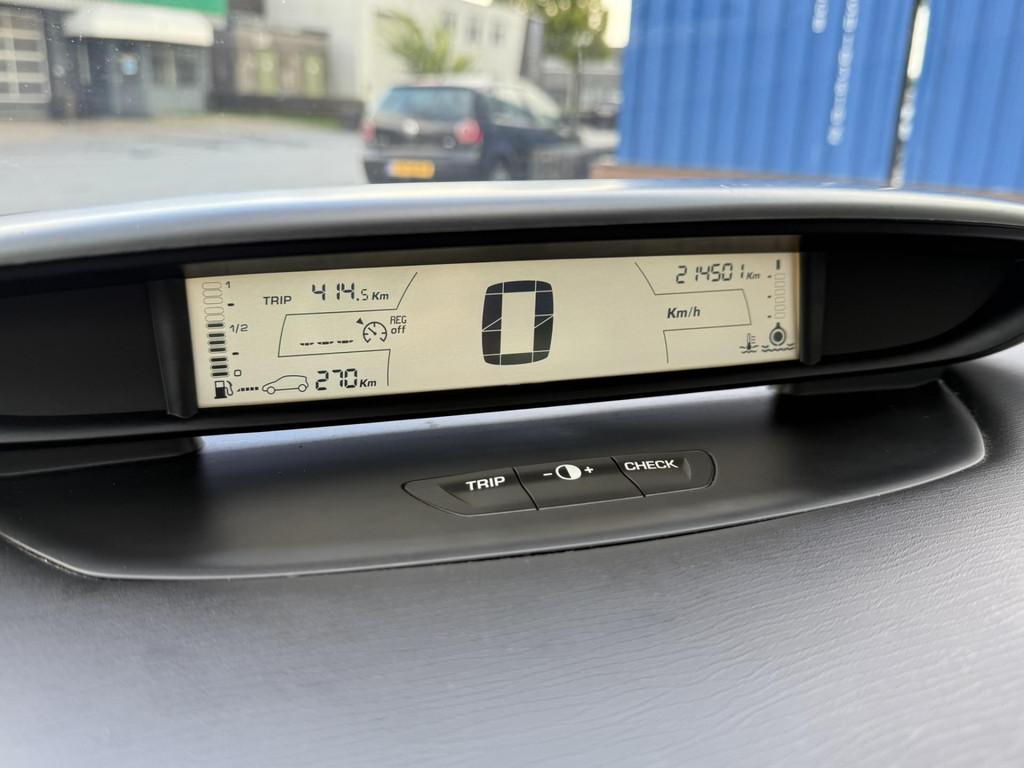 1
TRIP 414.5 Km
214501 Km
REG
off
1/2
---
0
Km/h
0
270 Km
TRIP - + CHECK